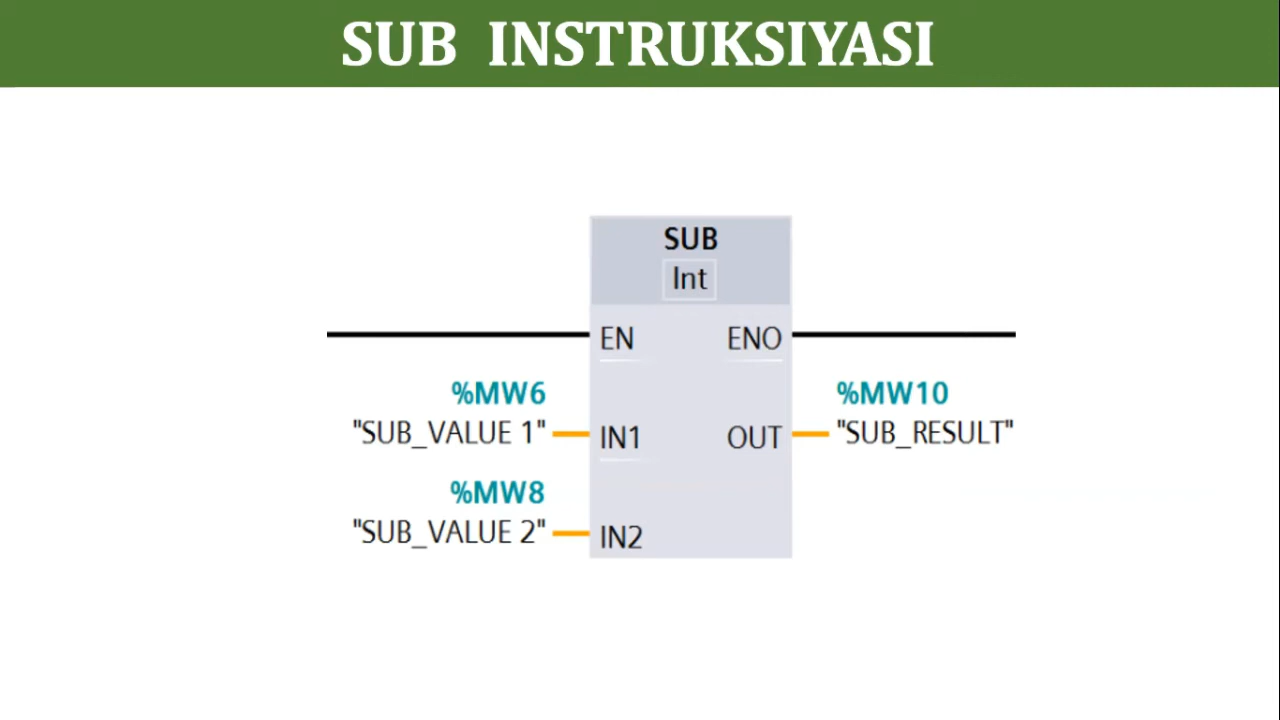 SUB INSTRUKSIYASI
SUB
Int
EN ENO
%MW6 %MW10
"SUB_VALUE 1" IN1 OUT "SUB_RESULT"
%MW8
"SUB_VALUE 2" IN2